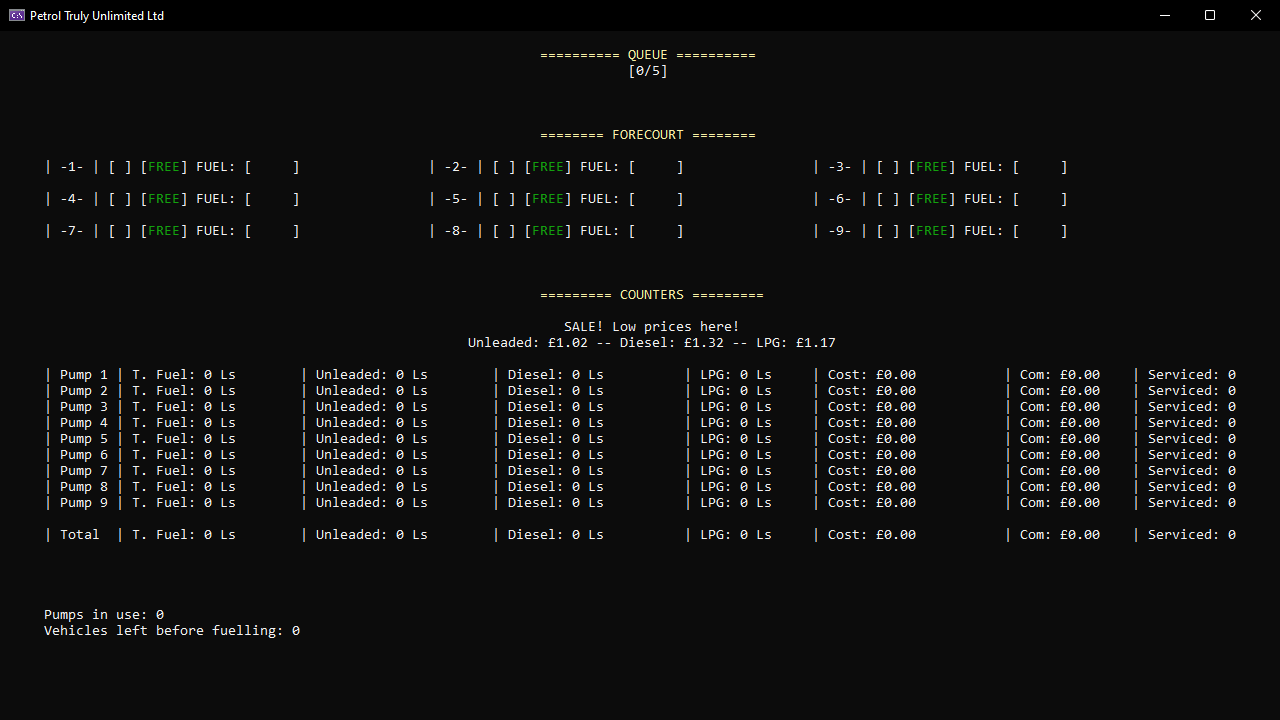 Petrol Truly Unlimited Ltd
========== QUEUE ==========
[0/5]
======== FORECOURT ========
| -1- | [ ] [FREE] FUEL: [     ] | -2- | [ ] [FREE] FUEL: [     ] | -3- | [ ] [FREE] FUEL: [     ]
| -4- | [ ] [FREE] FUEL: [     ] | -5- | [ ] [FREE] FUEL: [     ] | -6- | [ ] [FREE] FUEL: [     ]
| -7- | [ ] [FREE] FUEL: [     ] | -8- | [ ] [FREE] FUEL: [     ] | -9- | [ ] [FREE] FUEL: [     ]
========= COUNTERS =========
SALE! Low prices here!
Unleaded: £1.02 -- Diesel: £1.32 -- LPG: £1.17
| Pump 1 | T. Fuel: 0 Ls | Unleaded: 0 Ls | Diesel: 0 Ls | LPG: 0 Ls | Cost: £0.00 | Com: £0.00 | Serviced: 0
| Pump 2 | T. Fuel: 0 Ls | Unleaded: 0 Ls | Diesel: 0 Ls | LPG: 0 Ls | Cost: £0.00 | Com: £0.00 | Serviced: 0
| Pump 3 | T. Fuel: 0 Ls | Unleaded: 0 Ls | Diesel: 0 Ls | LPG: 0 Ls | Cost: £0.00 | Com: £0.00 | Serviced: 0
| Pump 4 | T. Fuel: 0 Ls | Unleaded: 0 Ls | Diesel: 0 Ls | LPG: 0 Ls | Cost: £0.00 | Com: £0.00 | Serviced: 0
| Pump 5 | T. Fuel: 0 Ls | Unleaded: 0 Ls | Diesel: 0 Ls | LPG: 0 Ls | Cost: £0.00 | Com: £0.00 | Serviced: 0
| Pump 6 | T. Fuel: 0 Ls | Unleaded: 0 Ls | Diesel: 0 Ls | LPG: 0 Ls | Cost: £0.00 | Com: £0.00 | Serviced: 0
| Pump 7 | T. Fuel: 0 Ls | Unleaded: 0 Ls | Diesel: 0 Ls | LPG: 0 Ls | Cost: £0.00 | Com: £0.00 | Serviced: 0
| Pump 8 | T. Fuel: 0 Ls | Unleaded: 0 Ls | Diesel: 0 Ls | LPG: 0 Ls | Cost: £0.00 | Com: £0.00 | Serviced: 0
| Pump 9 | T. Fuel: 0 Ls | Unleaded: 0 Ls | Diesel: 0 Ls | LPG: 0 Ls | Cost: £0.00 | Com: £0.00 | Serviced: 0
| Total | T. Fuel: 0 Ls | Unleaded: 0 Ls | Diesel: 0 Ls | LPG: 0 Ls | Cost: £0.00 | Com: £0.00 | Serviced: 0
Pumps in use: 0
Vehicles left before fuelling: 0